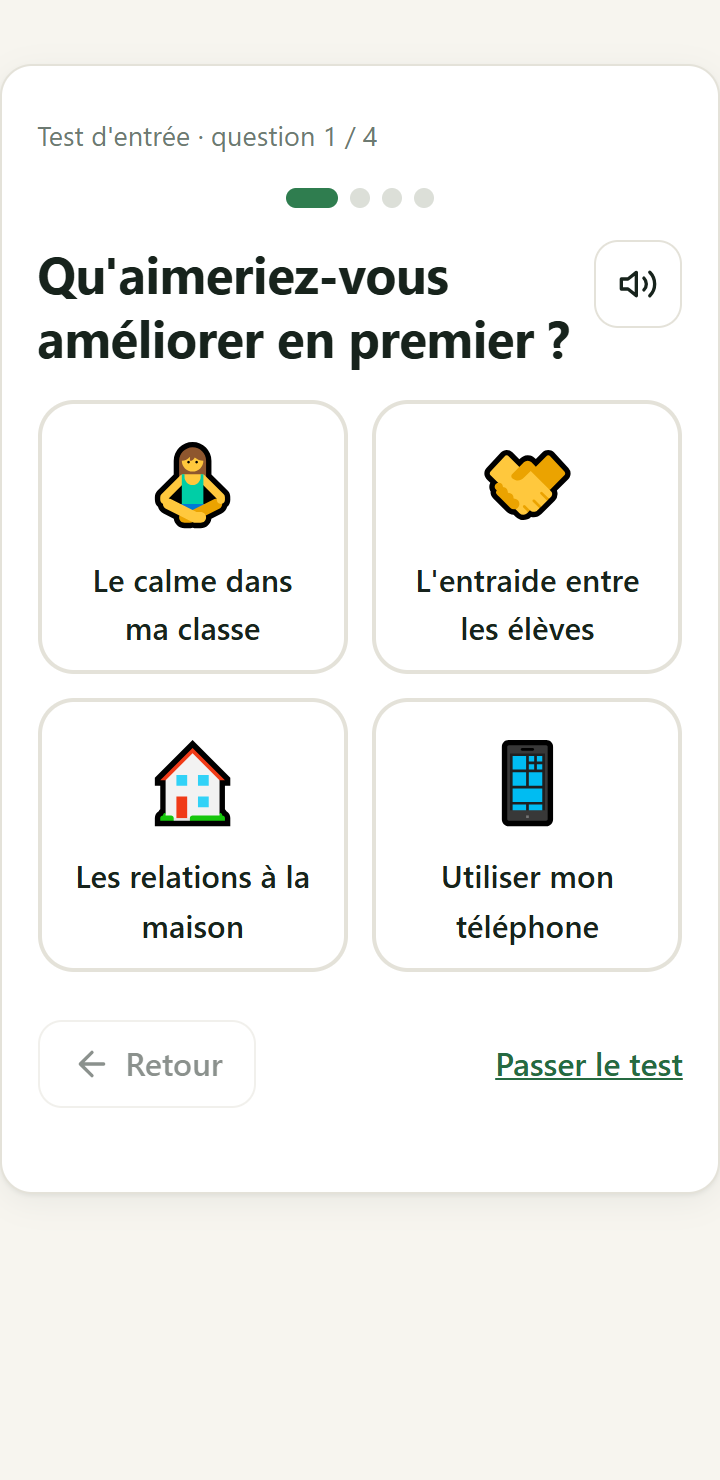 Test d'entrée · question 1 / 4
Qu'aimeriez-vous
améliorer en premier ?
Le calme dans
ma classe
L'entraide entre
les élèves
Les relations à la
maison
Utiliser mon
téléphone
Retour
Passer le test